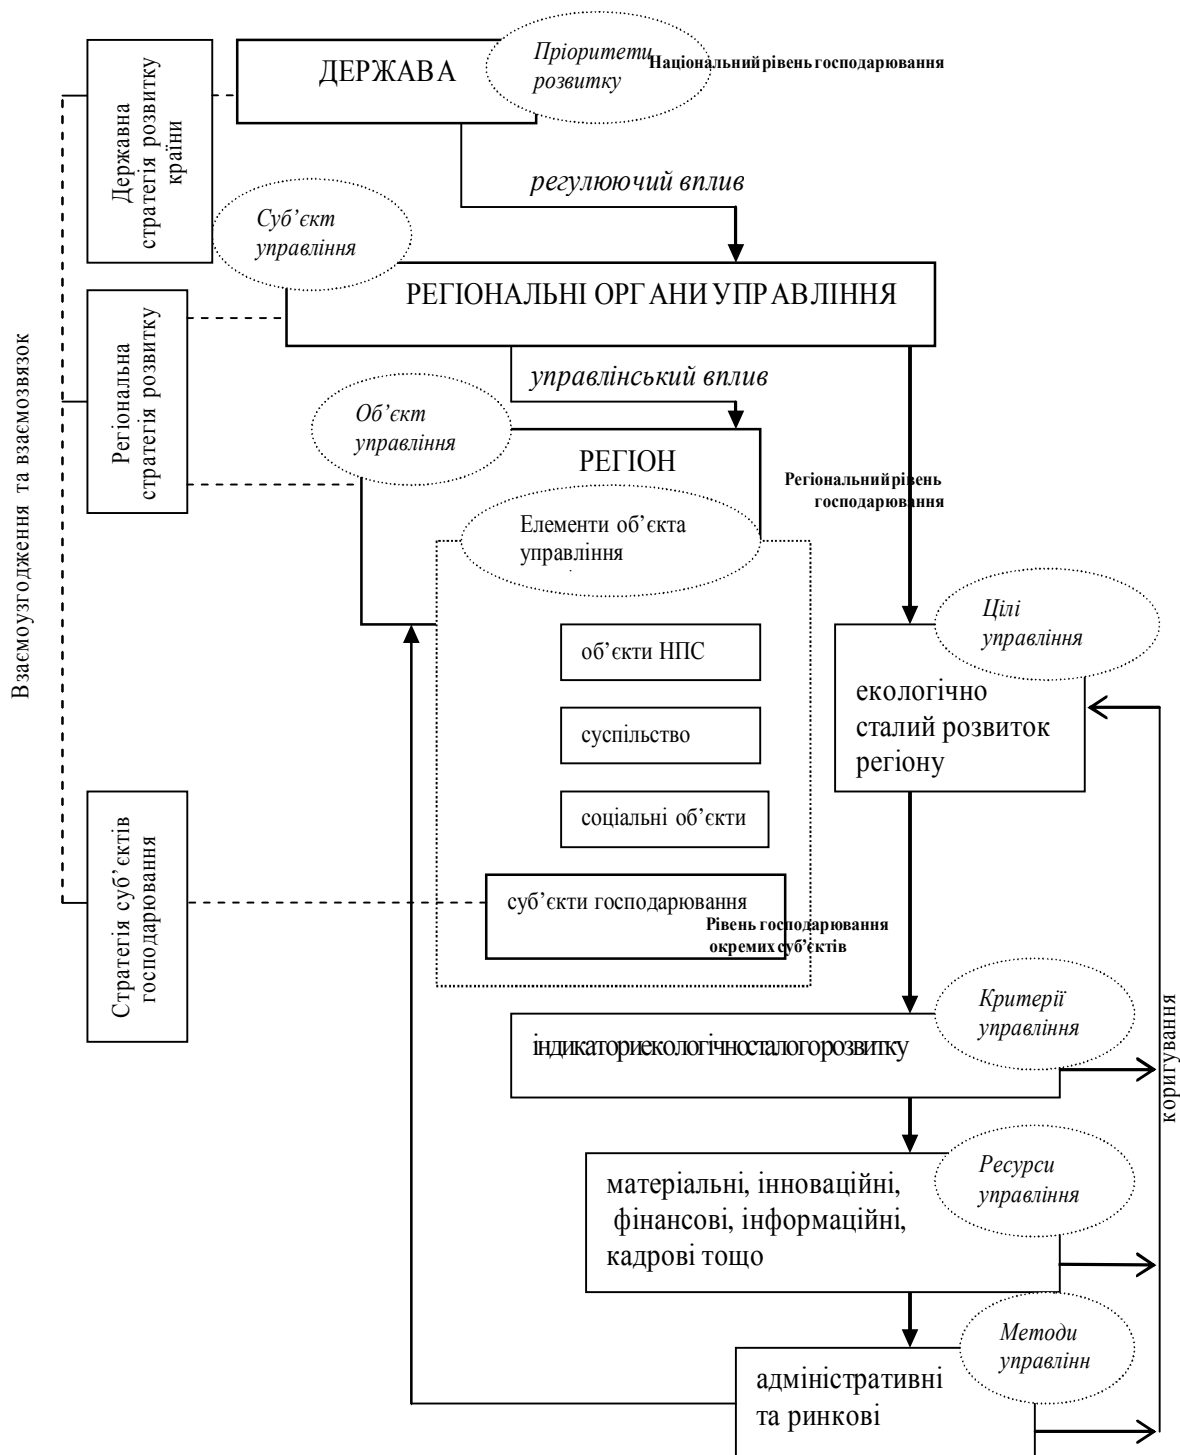 ДЕРЖАВА
Пріоритети
розвитку
Національний рівень господарювання
Державна
стратегія розвитку
країни
регулюючий вплив
Суб’єкт
управління
РЕГІОНАЛЬНІ ОРГАНИ УПРАВЛІННЯ
Взаємоузгодження та взаємозвязок
Регіональна
стратегія розвитку
управлінський вплив
Об’єкт
управління
РЕГІОН
Регіональний рівень
господарювання
Елементи об’єкта
управління
Цілі
управління
об’єкти НПС
екологічно
сталий розвиток
регіону
суспільство
соціальні об’єкти
Стратегія суб’єктів
господарювання
суб’єкти господарювання
Рівень господарювання
окремих суб’єктів
Критерії
управління
індикатори екологічно сталого розвитку
коригування
Ресурси
управління
матеріальні, інноваційні,
фінансові, інформаційні,
кадрові тощо
Методи
управлінн
адміністративні
та ринкові